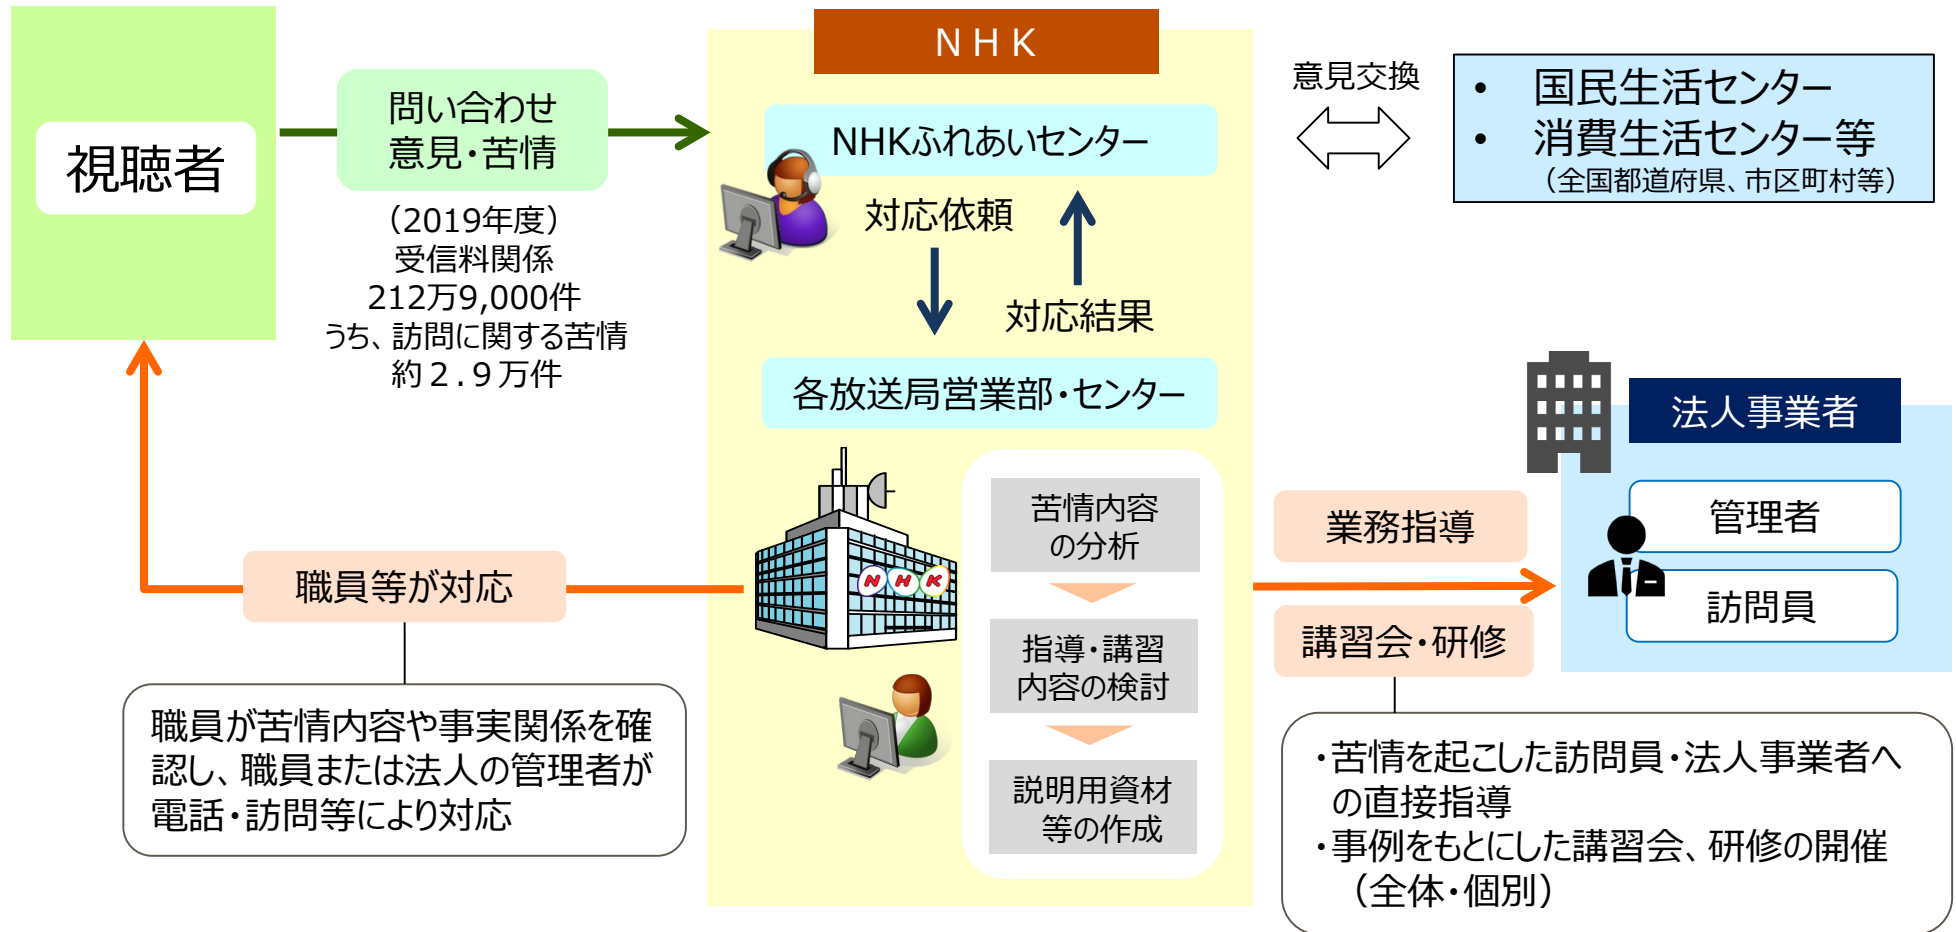 視聴者
問い合わせ
意見・苦情
（2019年度）
受信料関係
212万9,000件
うち、訪問に関する苦情
約２.９万件
ＮＨＫ
NHKふれあいセンター
対応依頼
対応結果
各放送局営業部・センター
NHK
苦情内容
の分析
指導・講習
内容の検討
説明用資材
等の作成
意見交換
• 国民生活センター
• 消費生活センター等
（全国都道府県、市区町村等）
法人事業者
管理者
訪問員
業務指導
講習会・研修
・苦情を起こした訪問員・法人事業者へ
の直接指導
・事例をもとにした講習会、研修の開催
（全体・個別）
職員等が対応
職員が苦情内容や事実関係を確
認し、職員または法人の管理者が
電話・訪問等により対応